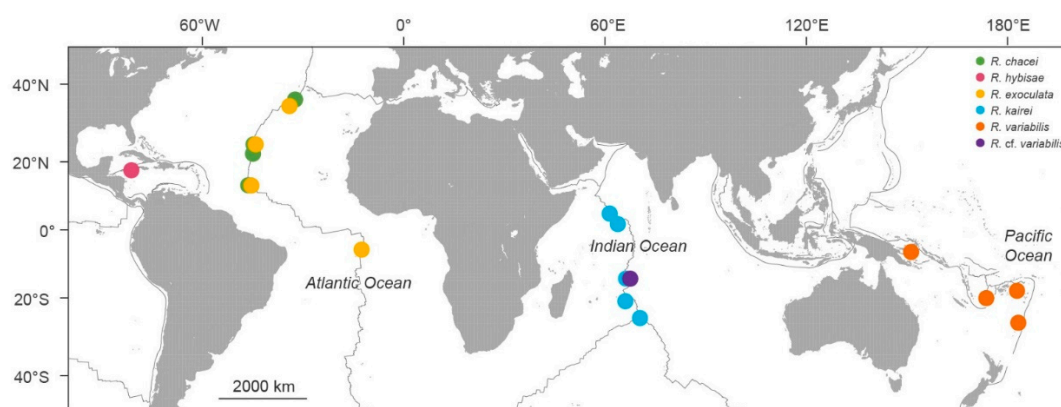 60°W 0° 60°E 120°E 180°E
40°N
20°N
0°
20°S
40°S
R. chacei
R. hybisae
R. exoculata
R. kairei
R. variabilis
R. cf. variabilis
Pacific
Ocean
Indian Ocean
Atlantic Ocean
2000 km